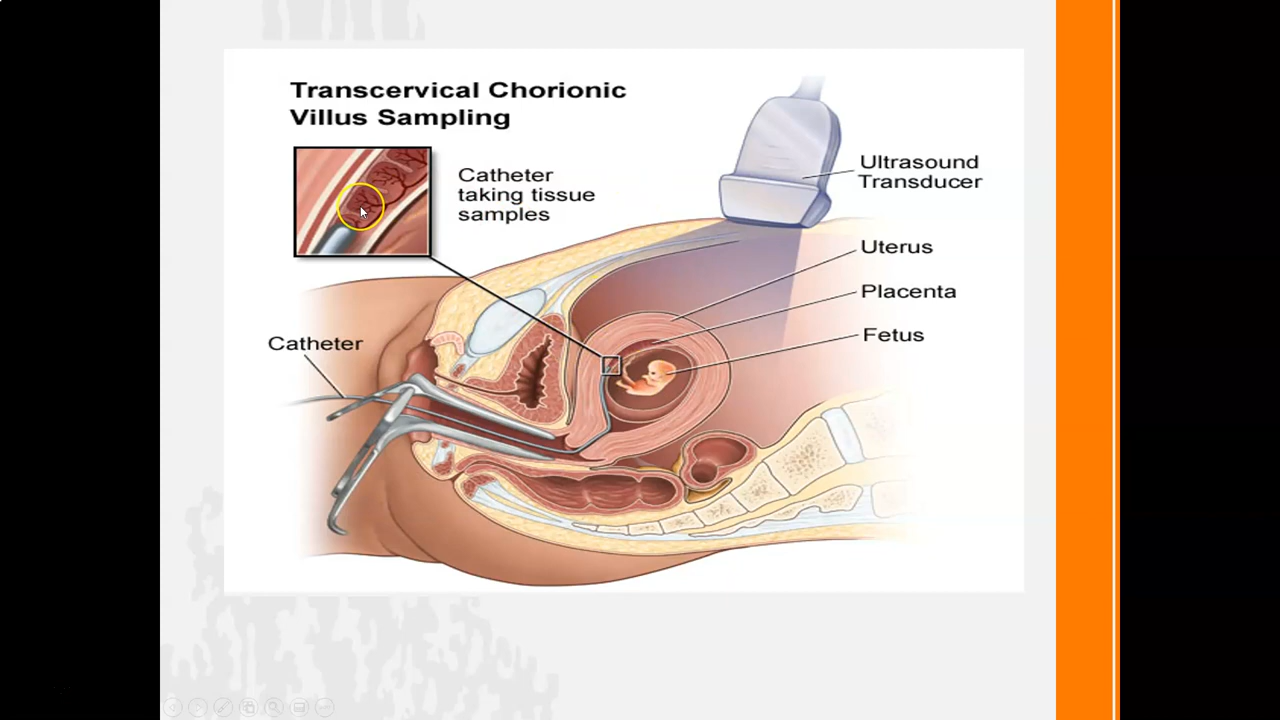 Transcervical Chorionic
Villus Sampling
Catheter
taking tissue
samples
Ultrasound
Transducer
Uterus
Placenta
Fetus
Catheter